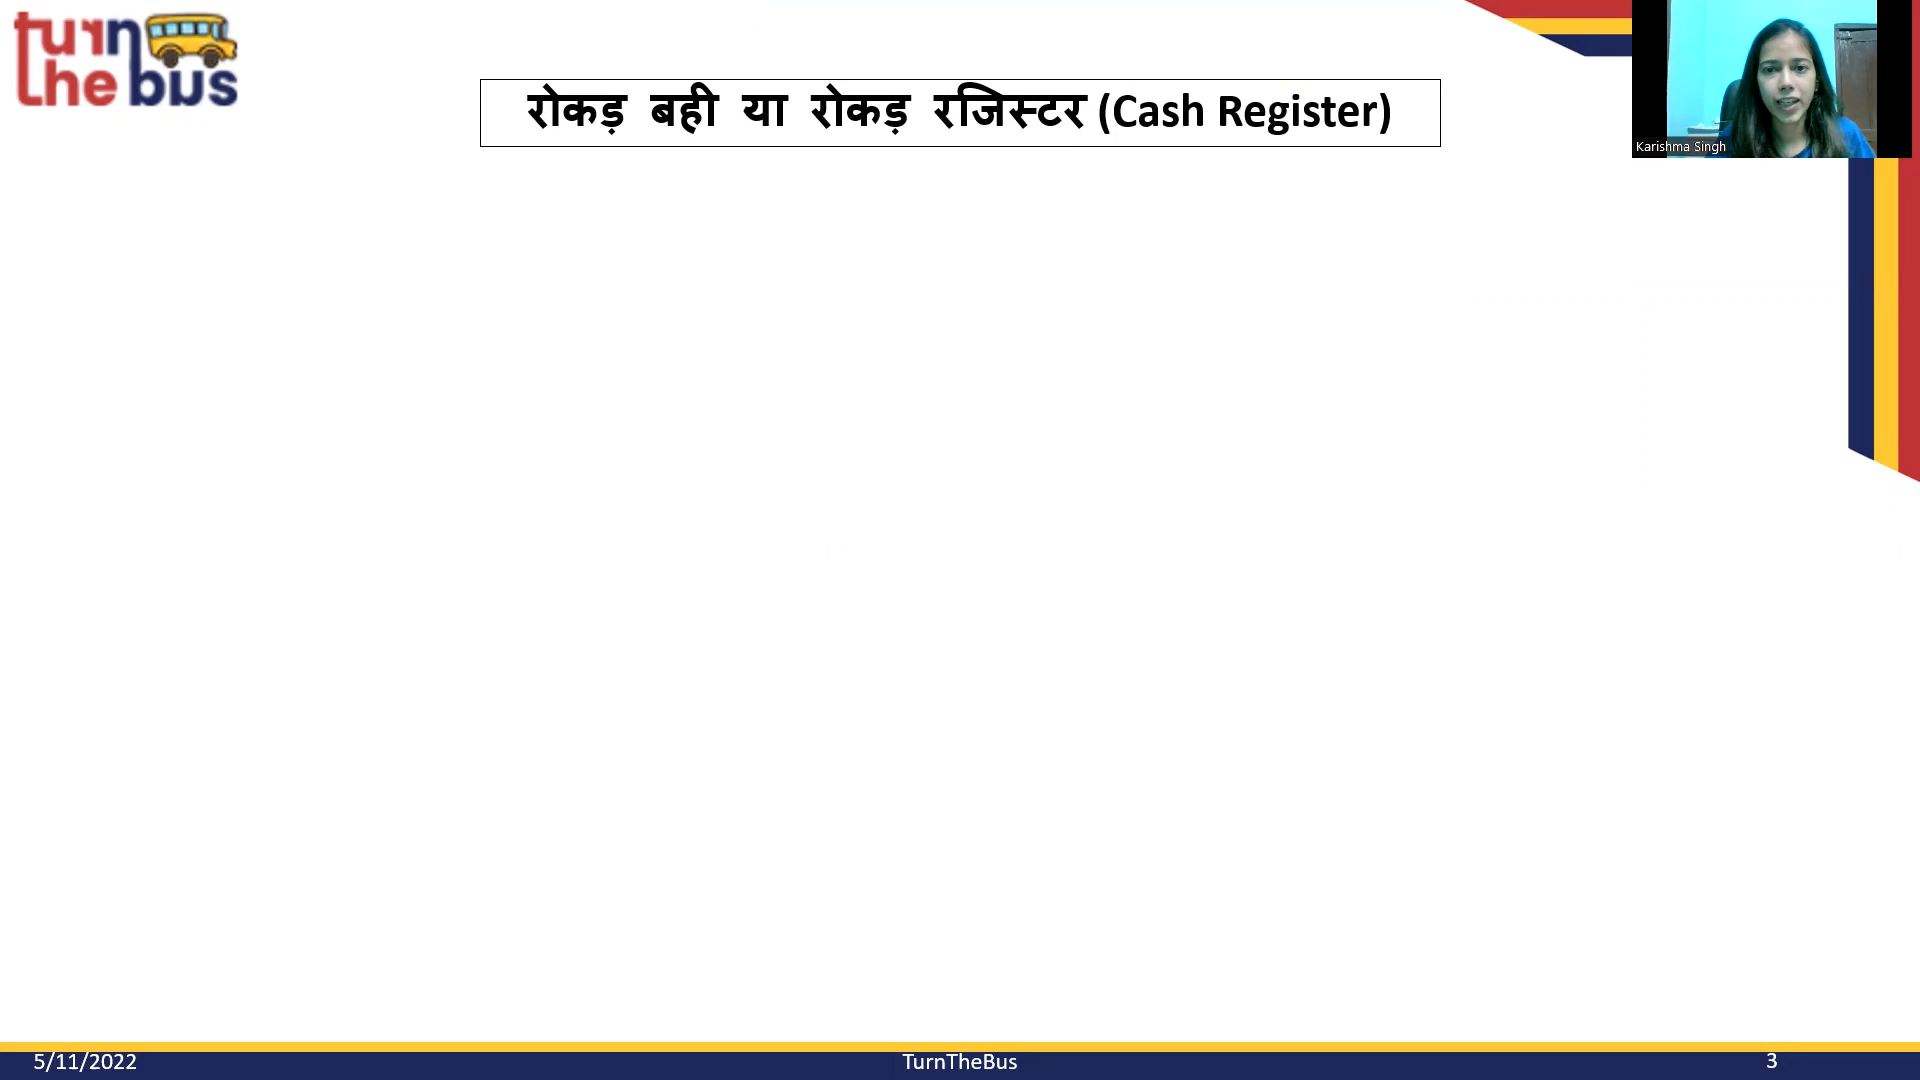 turn
the bus
रोकड़ बही या रोकड़ रजिस्टर (Cash Register)
Karishma Singh
5/11/2022
TurnTheBus
3